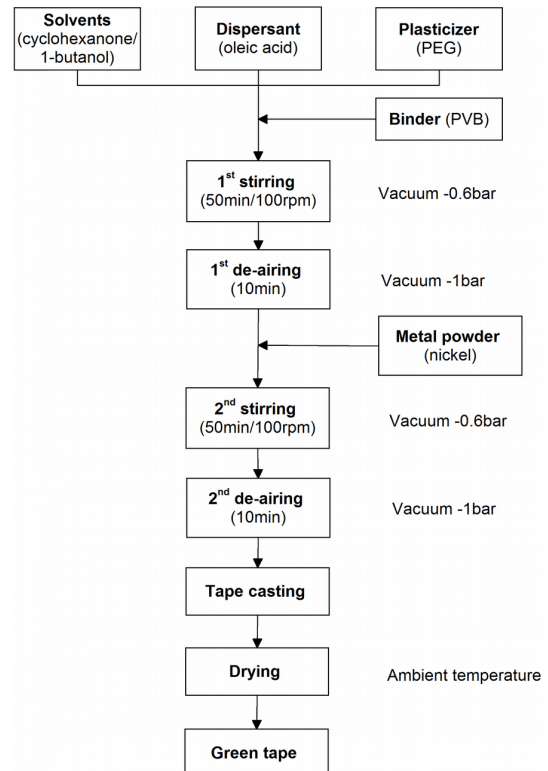 Solvents
(cyclohexanone/
1-butanol)
Dispersant
(oleic acid)
Plasticizer
(PEG)
Binder (PVB)
1st stirring
(50min/100rpm)
Vacuum -0.6bar
1st de-airing
(10min)
Vacuum -1bar
Metal powder
(nickel)
2nd stirring
(50min/100rpm)
Vacuum -0.6bar
2nd de-airing
(10min)
Vacuum -1bar
Tape casting
Drying
Ambient temperature
Green tape